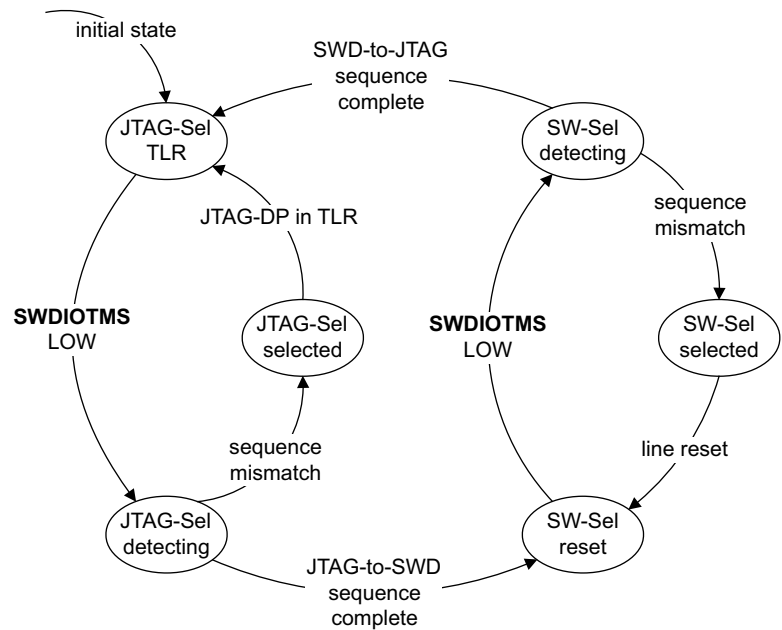 initial state
SWD-to-JTAG
sequence
complete
JTAG-Sel
TLR
SW-Sel
detecting
JTAG-DP in TLR
sequence
mismatch
SWDIOTMS
LOW
JTAG-Sel
selected
SWDIOTMS
LOW
SW-Sel
selected
sequence
mismatch
line reset
JTAG-Sel
detecting
JTAG-to-SWD
sequence
complete
SW-Sel
reset